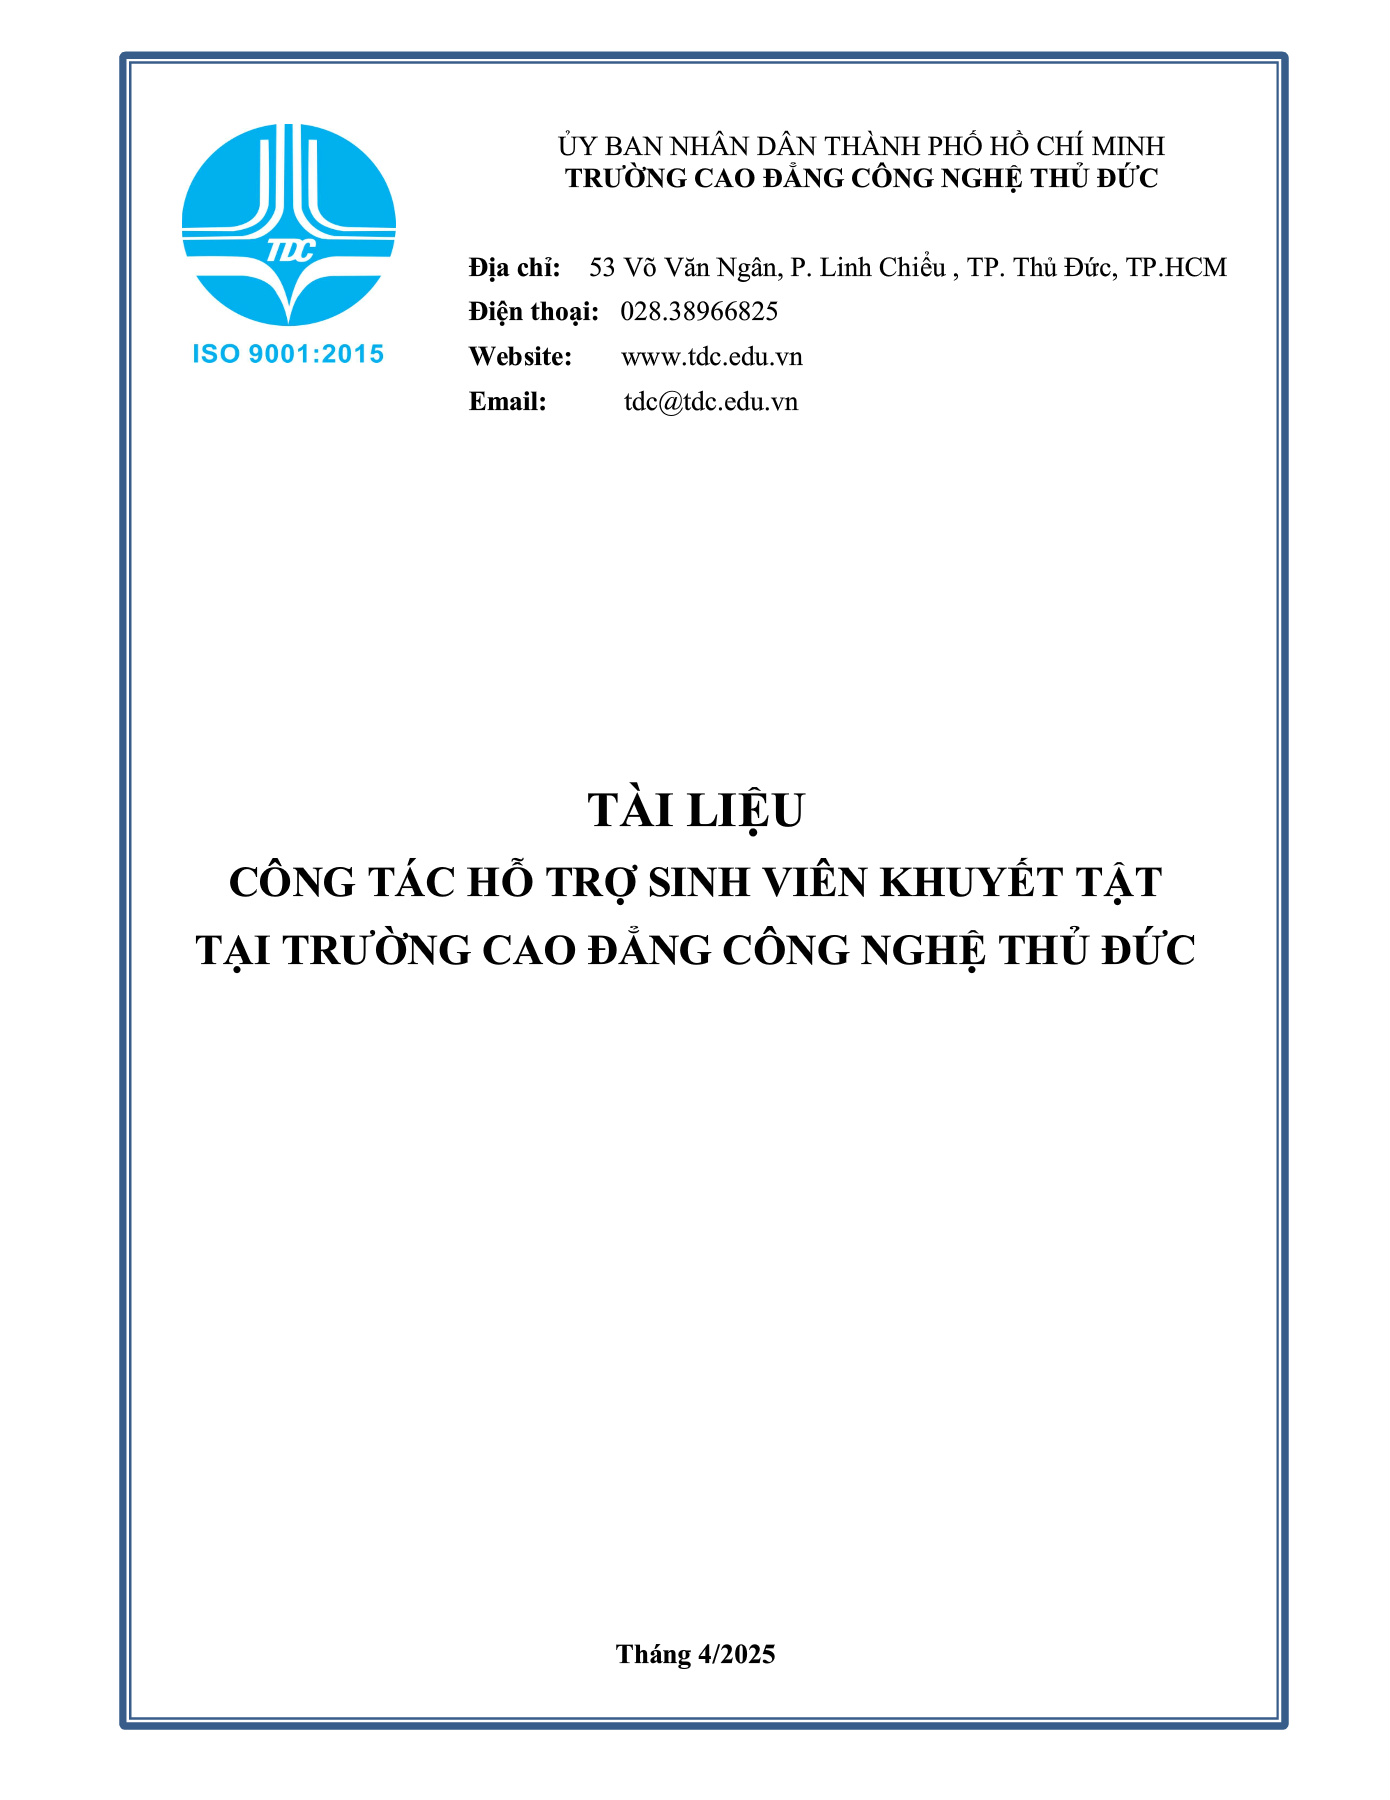 ỦY BAN NHÂN DÂN THÀNH PHỐ HỒ CHÍ MINH
TRƯỜNG CAO ĐẲNG CÔNG NGHỆ THỦ ĐỨC
TDC
ISO 9001:2015
Địa chỉ: 53 Võ Văn Ngân, P. Linh Chiểu , TP. Thủ Đức, TP.HCM
Điện thoại: 028.38966825
Website: www.tdc.edu.vn
Email: tdc@tdc.edu.vn
TÀI LIỆU
CÔNG TÁC HỖ TRỢ SINH VIÊN KHUYẾT TẬT
TẠI TRƯỜNG CAO ĐẲNG CÔNG NGHỆ THỦ ĐỨC
Tháng 4/2025